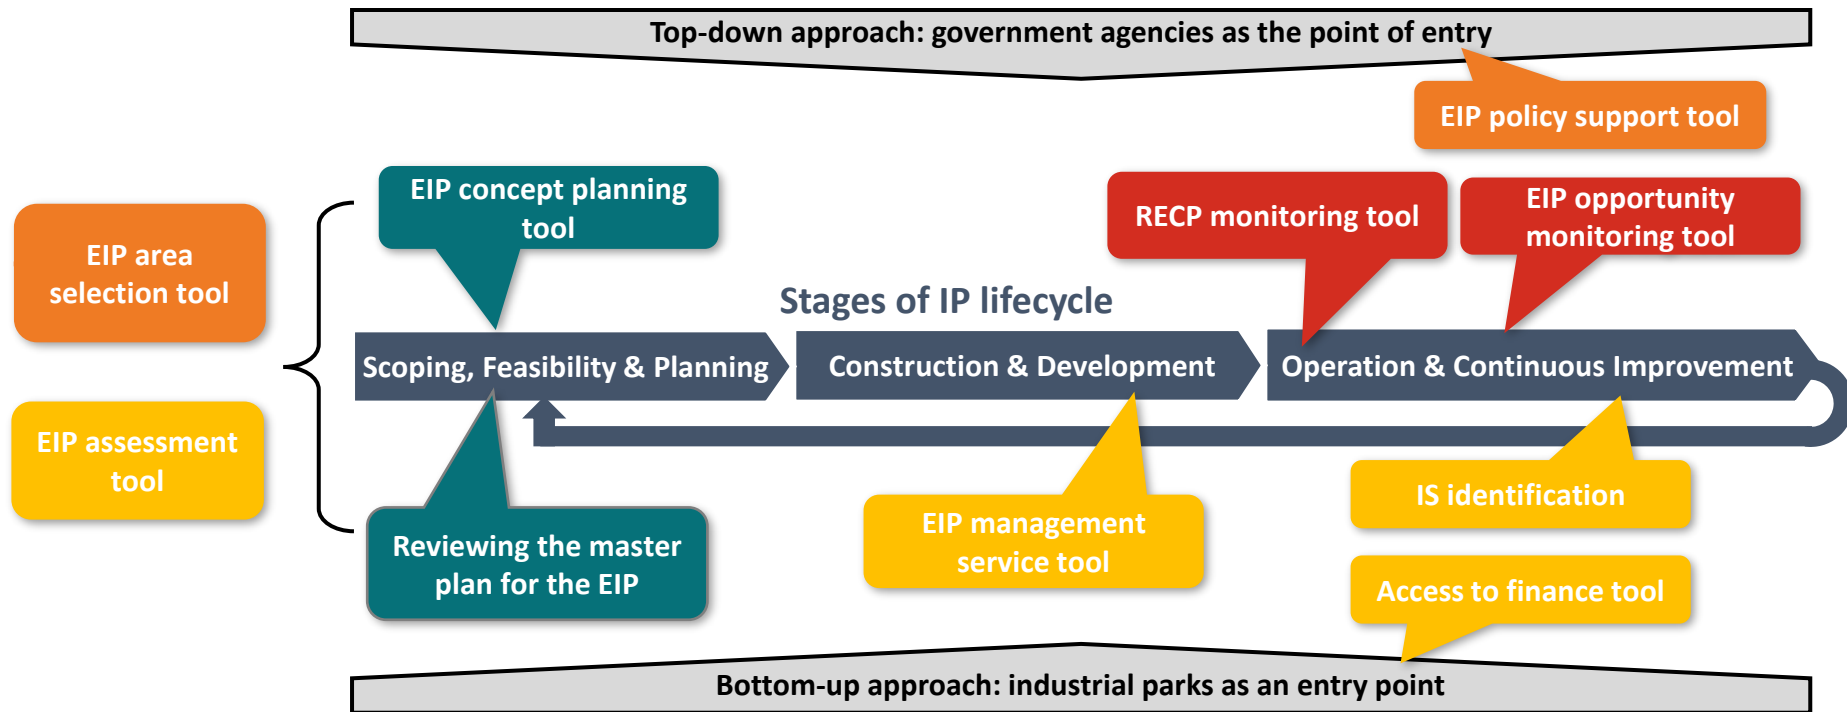 Top-down approach: government agencies as the point of entry
EIP policy support tool
EIP concept planning
tool
RECP monitoring tool
EIP opportunity
monitoring tool
EIP area
selection tool
Stages of IP lifecycle
Scoping, Feasibility & Planning
Construction & Development
Operation & Continuous Improvement
EIP assessment
tool
Reviewing the master
plan for the EIP
EIP management
service tool
IS identification
Access to finance tool
Bottom-up approach: industrial parks as an entry point